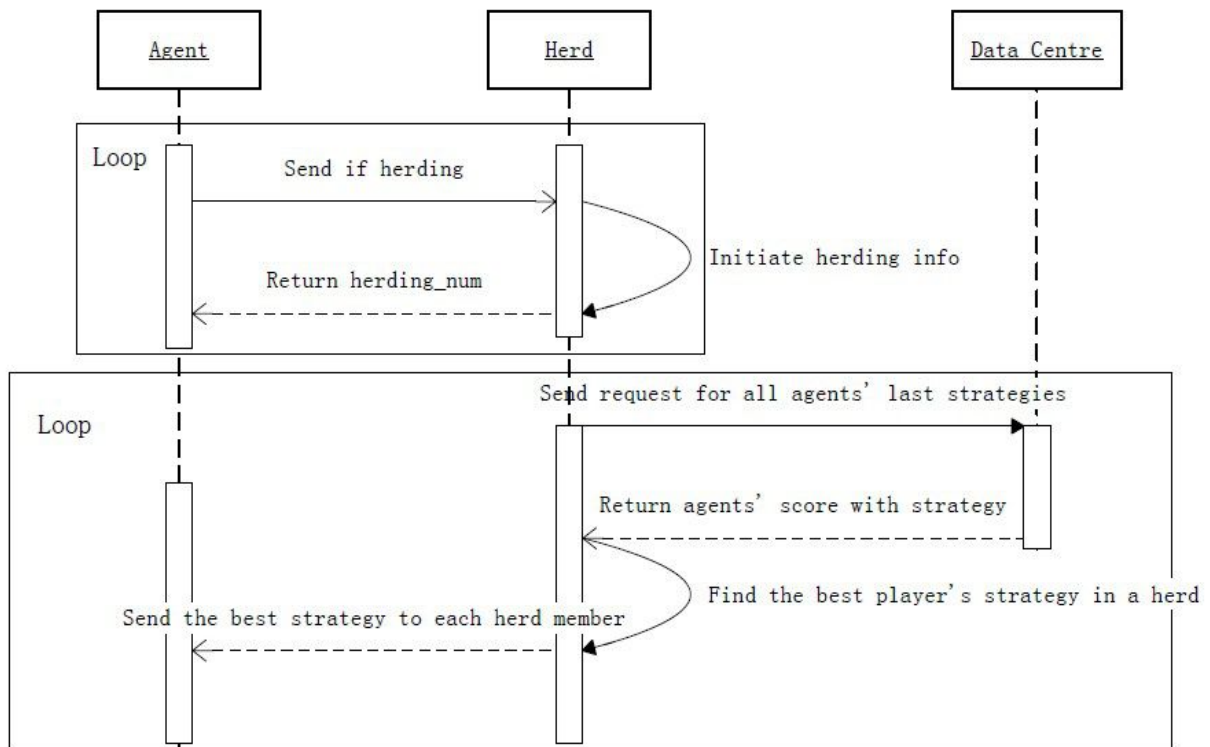 Agent
Herd
Data Centre
Loop
Send if herding
Initiate herding info
Return herding_num
Send request for all agents' last strategies
Loop
Return agents' score with strategy
Find the best player's strategy in a herd
Send the best strategy to each herd member